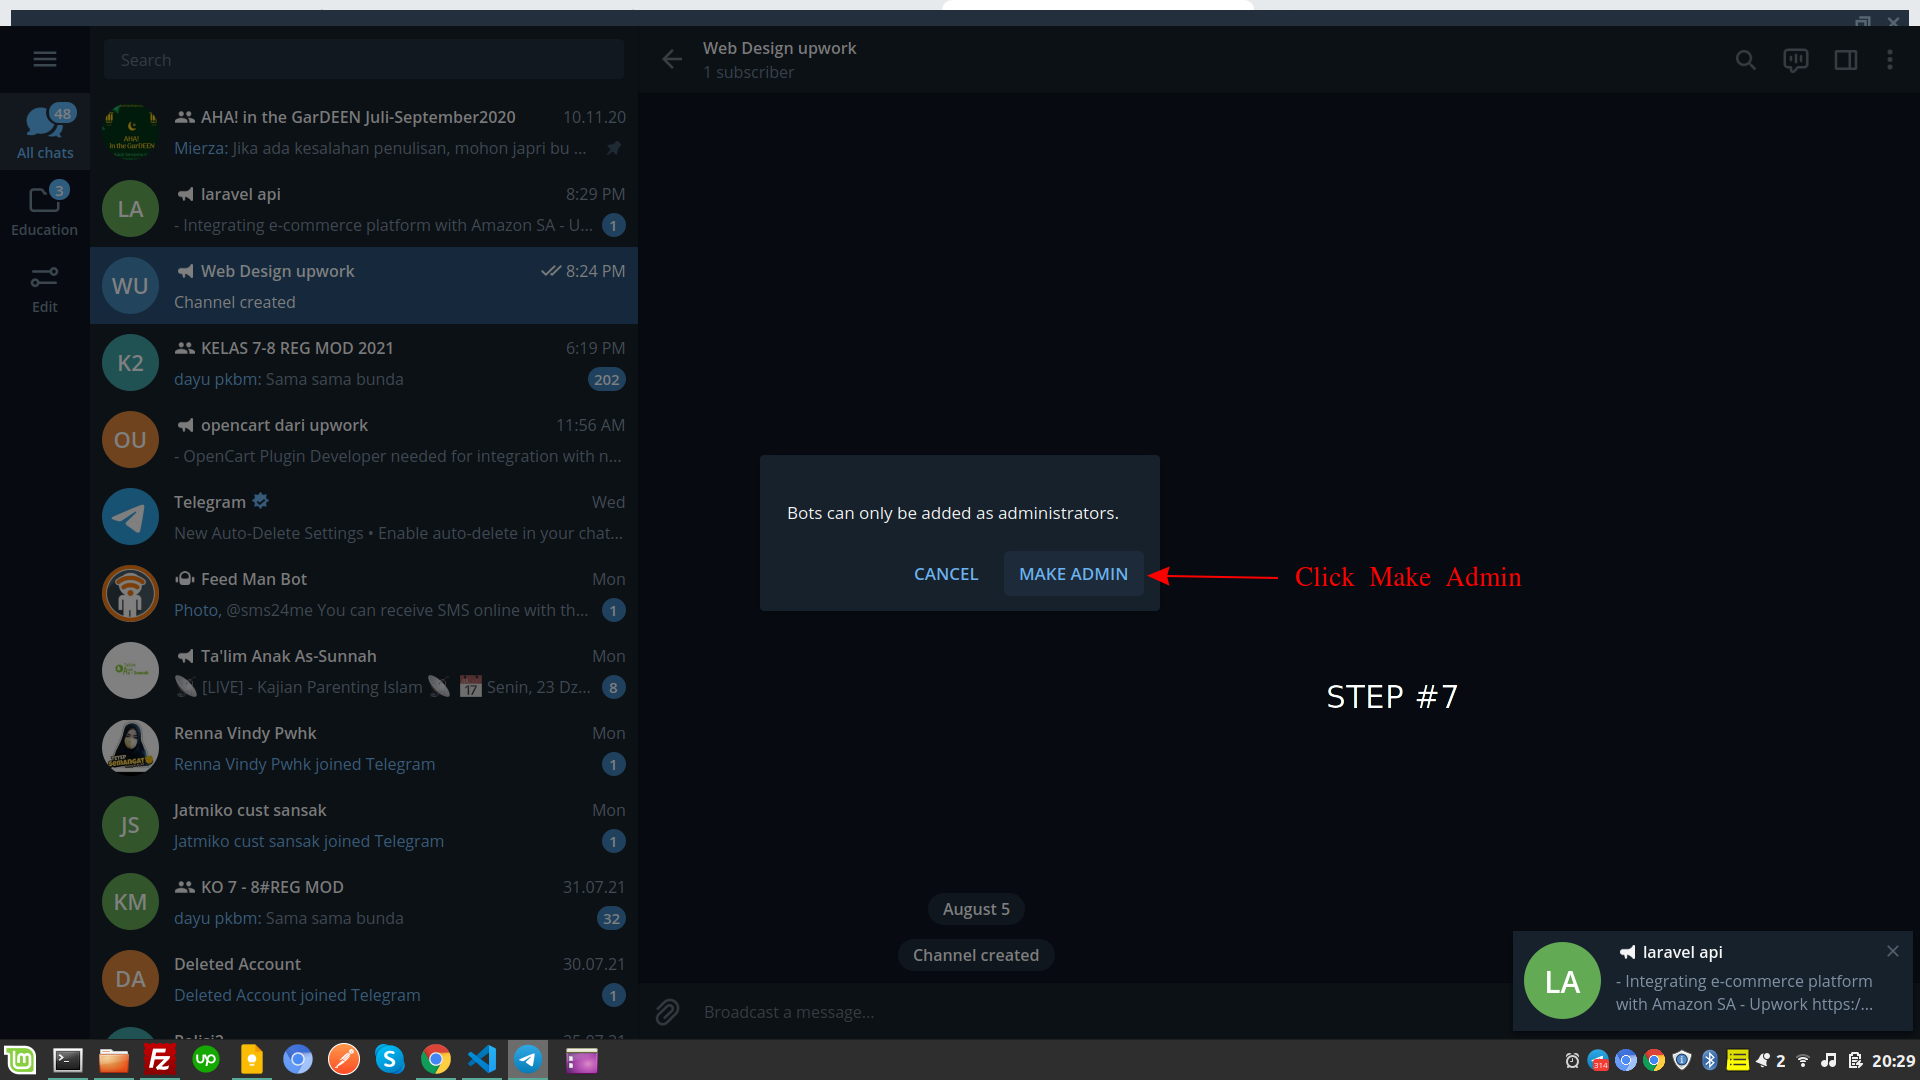 Search
Web Design upwork
1 subscriber
48
All chats
3
Education
Edit
AHA! in the GarDEEN
AHA! in the GarDEEN Juli-September2020
10.11.20
Mierza: Jika ada kesalahan penulisan, mohon japri bu ...
LA
laravel api
8:29 PM
- Integrating e-commerce platform with Amazon SA - U...
1
WU
Web Design upwork
8:24 PM
Channel created
K2
KELAS 7-8 REG MOD 2021
6:19 PM
dayu pkbm: Sama sama bunda
202
OU
opencart dari upwork
11:56 AM
- OpenCart Plugin Developer needed for integration with n...
Telegram
Wed
New Auto-Delete Settings • Enable auto-delete in your chat...
Feed Man Bot
Mon
Photo, @sms24me You can receive SMS online with th...
1
Ta'lim Anak As-Sunnah
Mon
[LIVE] - Kajian Parenting Islam 17 Senin, 23 Dz...
8
SEMANGAT
Renna Vindy Pwhk
Mon
Renna Vindy Pwhk joined Telegram
1
JS
Jatmiko cust sansak
Mon
Jatmiko cust sansak joined Telegram
1
KM
KO 7 - 8#REG MOD
31.07.21
dayu pkbm: Sama sama bunda
32
DA
Deleted Account
30.07.21
Deleted Account joined Telegram
1
Bots can only be added as administrators.
CANCEL
MAKE ADMIN
Click Make Admin
STEP #7
August 5
Channel created
Broadcast a message...
LA
laravel api
- Integrating e-commerce platform
with Amazon SA - Upwork https:/...
Fz
up
S
314
2
20:29